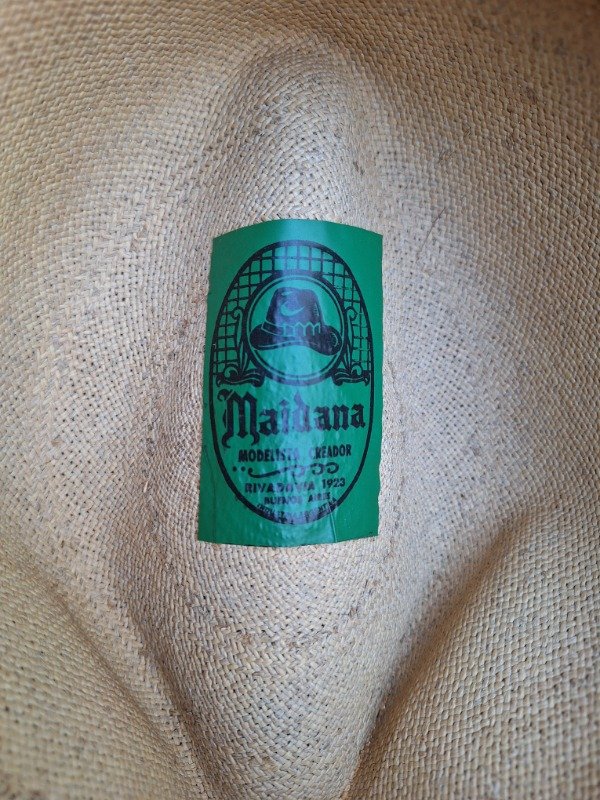 Maidana
MODELISTA CREADOR
RIVADAVIA 1923
BUENOS AIRES